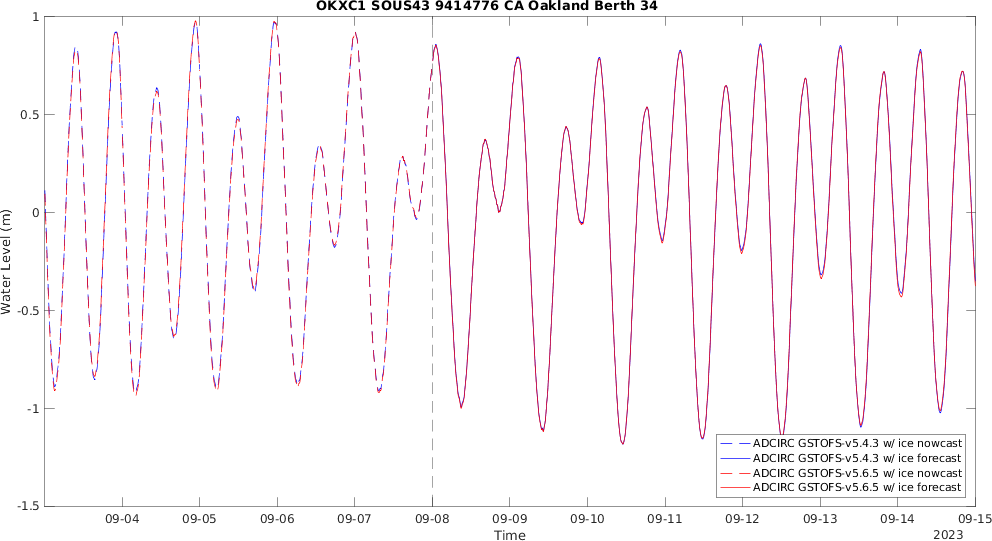 OKXC1 SOUS43 9414776 CA Oakland Berth 34
1
0.5
0
-0.5
-1
-1.5
Water Level (m)
ADCIRC GSTOFS-v5.4.3 w/ ice nowcast
ADCIRC GSTOFS-v5.4.3 w/ ice forecast
ADCIRC GSTOFS-v5.6.5 w/ ice nowcast
ADCIRC GSTOFS-v5.6.5 w/ ice forecast
09-04 09-05 09-06 09-07 09-08 09-09 09-10 09-11 09-12 09-13 09-14 09-15
Time
2023